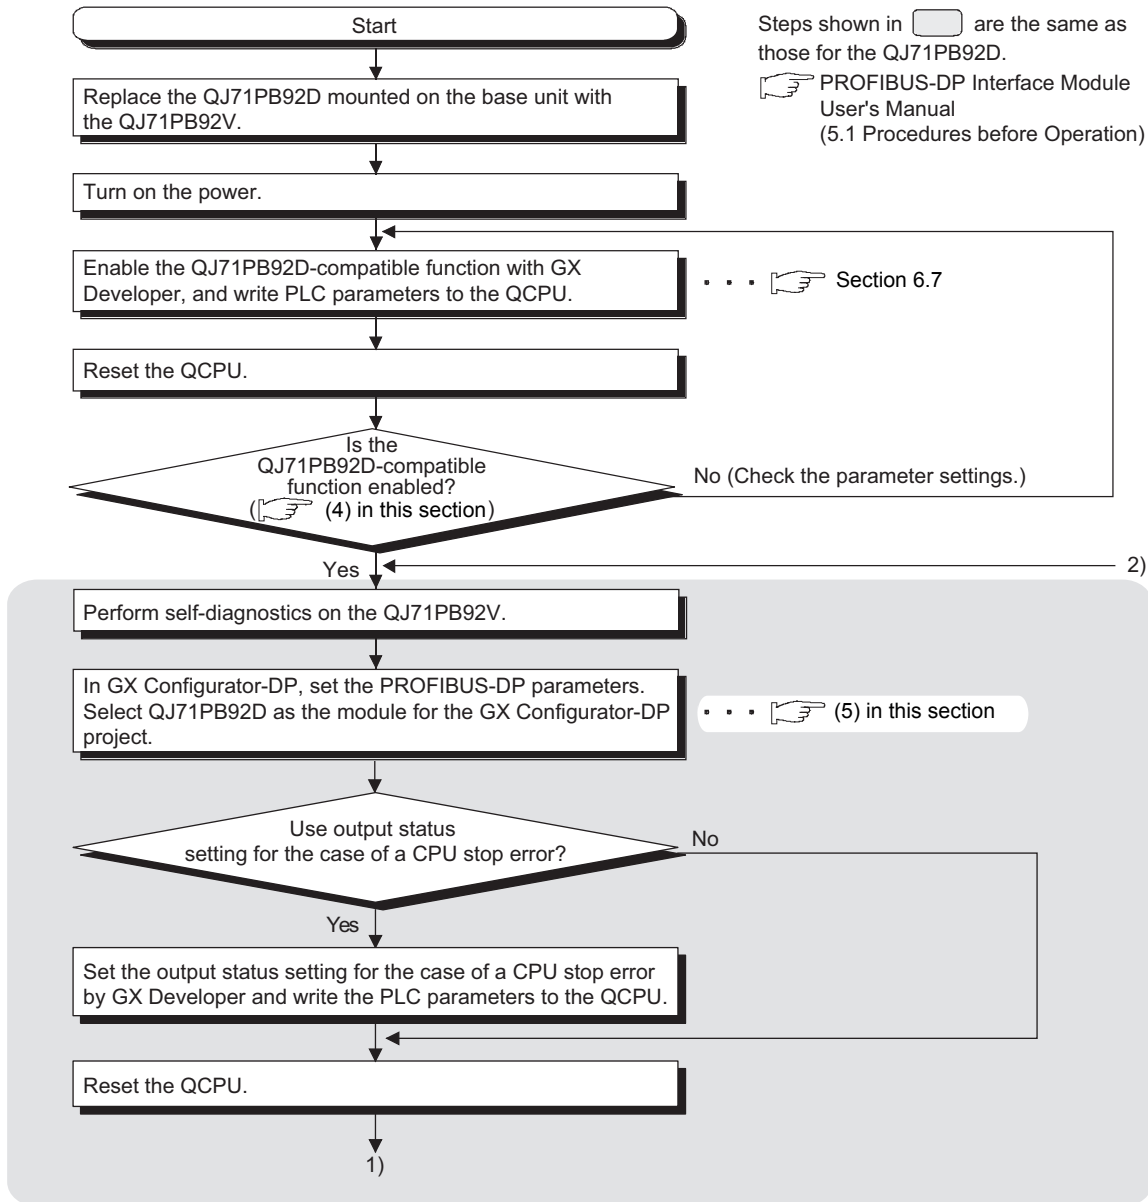 Start
Steps shown in are the same as
those for the QJ71PB92D.
PROFIBUS-DP Interface Module
User's Manual
(5.1 Procedures before Operation)
Replace the QJ71PB92D mounted on the base unit with
the QJ71PB92V.
Turn on the power.
Enable the QJ71PB92D-compatible function with GX
Developer, and write PLC parameters to the QCPU.
Section 6.7
Reset the QCPU.
Is the
QJ71PB92D-compatible
function enabled?
( (4) in this section)
No (Check the parameter settings.)
Yes
2)
Perform self-diagnostics on the QJ71PB92V.
In GX Configurator-DP, set the PROFIBUS-DP parameters.
Select QJ71PB92D as the module for the GX Configurator-DP
project.
(5) in this section
Use output status
setting for the case of a CPU stop error?
No
Yes
Set the output status setting for the case of a CPU stop error
by GX Developer and write the PLC parameters to the QCPU.
Reset the QCPU.
1)